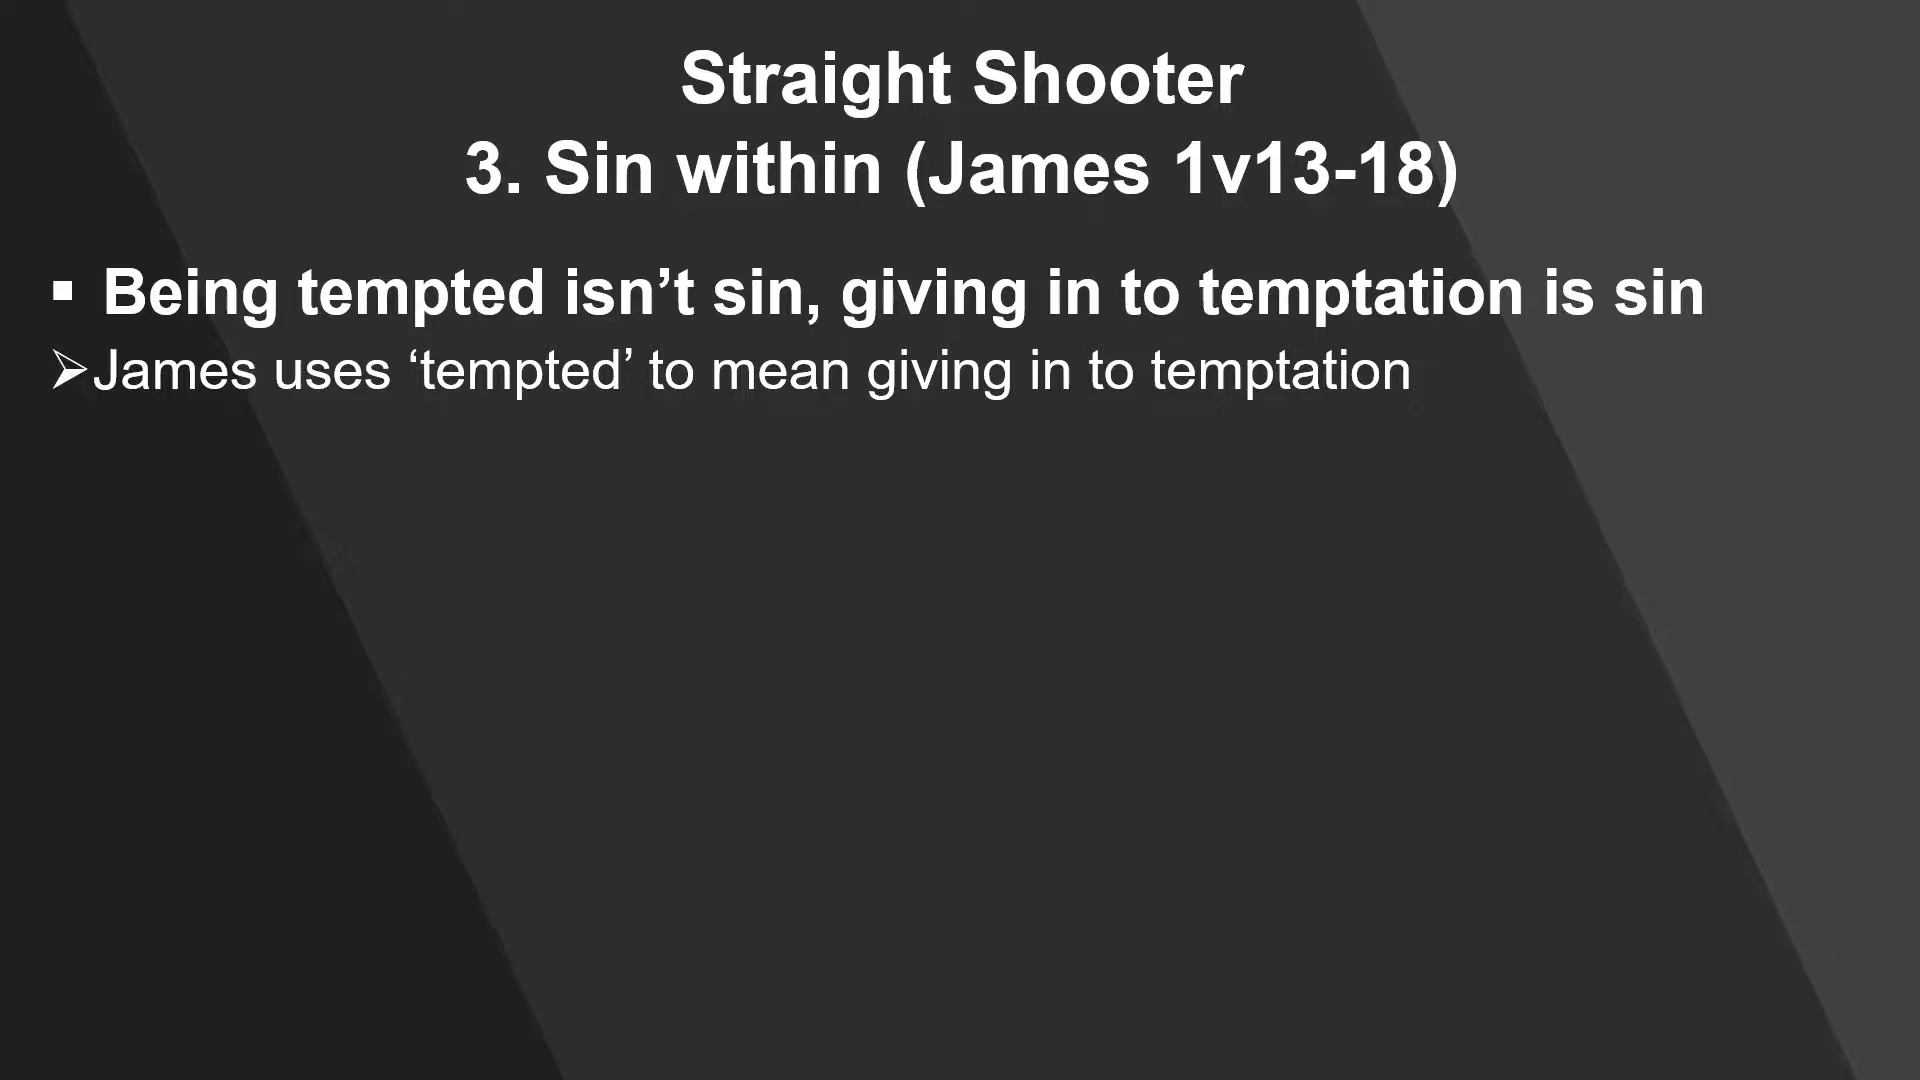 Straight Shooter
3. Sin within (James 1v13-18)
▪ Being tempted isn’t sin, giving in to temptation is sin
➢James uses ‘tempted’ to mean giving in to temptation